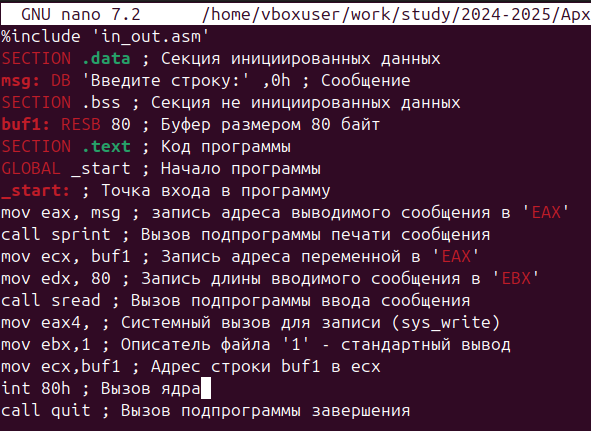 GNU nano 7.2 /home/vboxuser/work/study/2024-2025/Арх
%include 'in_out.asm'
SECTION .data ; Секция инициированных данных
msg: DB 'Введите строку:' ,0h ; Сообщение
SECTION .bss ; Секция не инициированных данных
buf1: RESB 80 ; Буфер размером 80 байт
SECTION .text ; Код программы
GLOBAL _start ; Начало программы
_start: ; Точка входа в программу
mov eax, msg ; запись адреса выводимого сообщения в 'EAX'
call sprint ; Вызов подпрограммы печати сообщения
mov ecx, buf1 ; Запись адреса переменной в 'EAX'
mov edx, 80 ; Запись длины вводимого сообщения в 'EBX'
call sread ; Вызов подпрограммы ввода сообщения
mov eax4, ; Системный вызов для записи (sys_write)
mov ebx,1 ; Описатель файла '1' - стандартный вывод
mov ecx,buf1 ; Адрес строки buf1 в ecx
int 80h ; Вызов ядра
call quit ; Вызов подпрограммы завершения